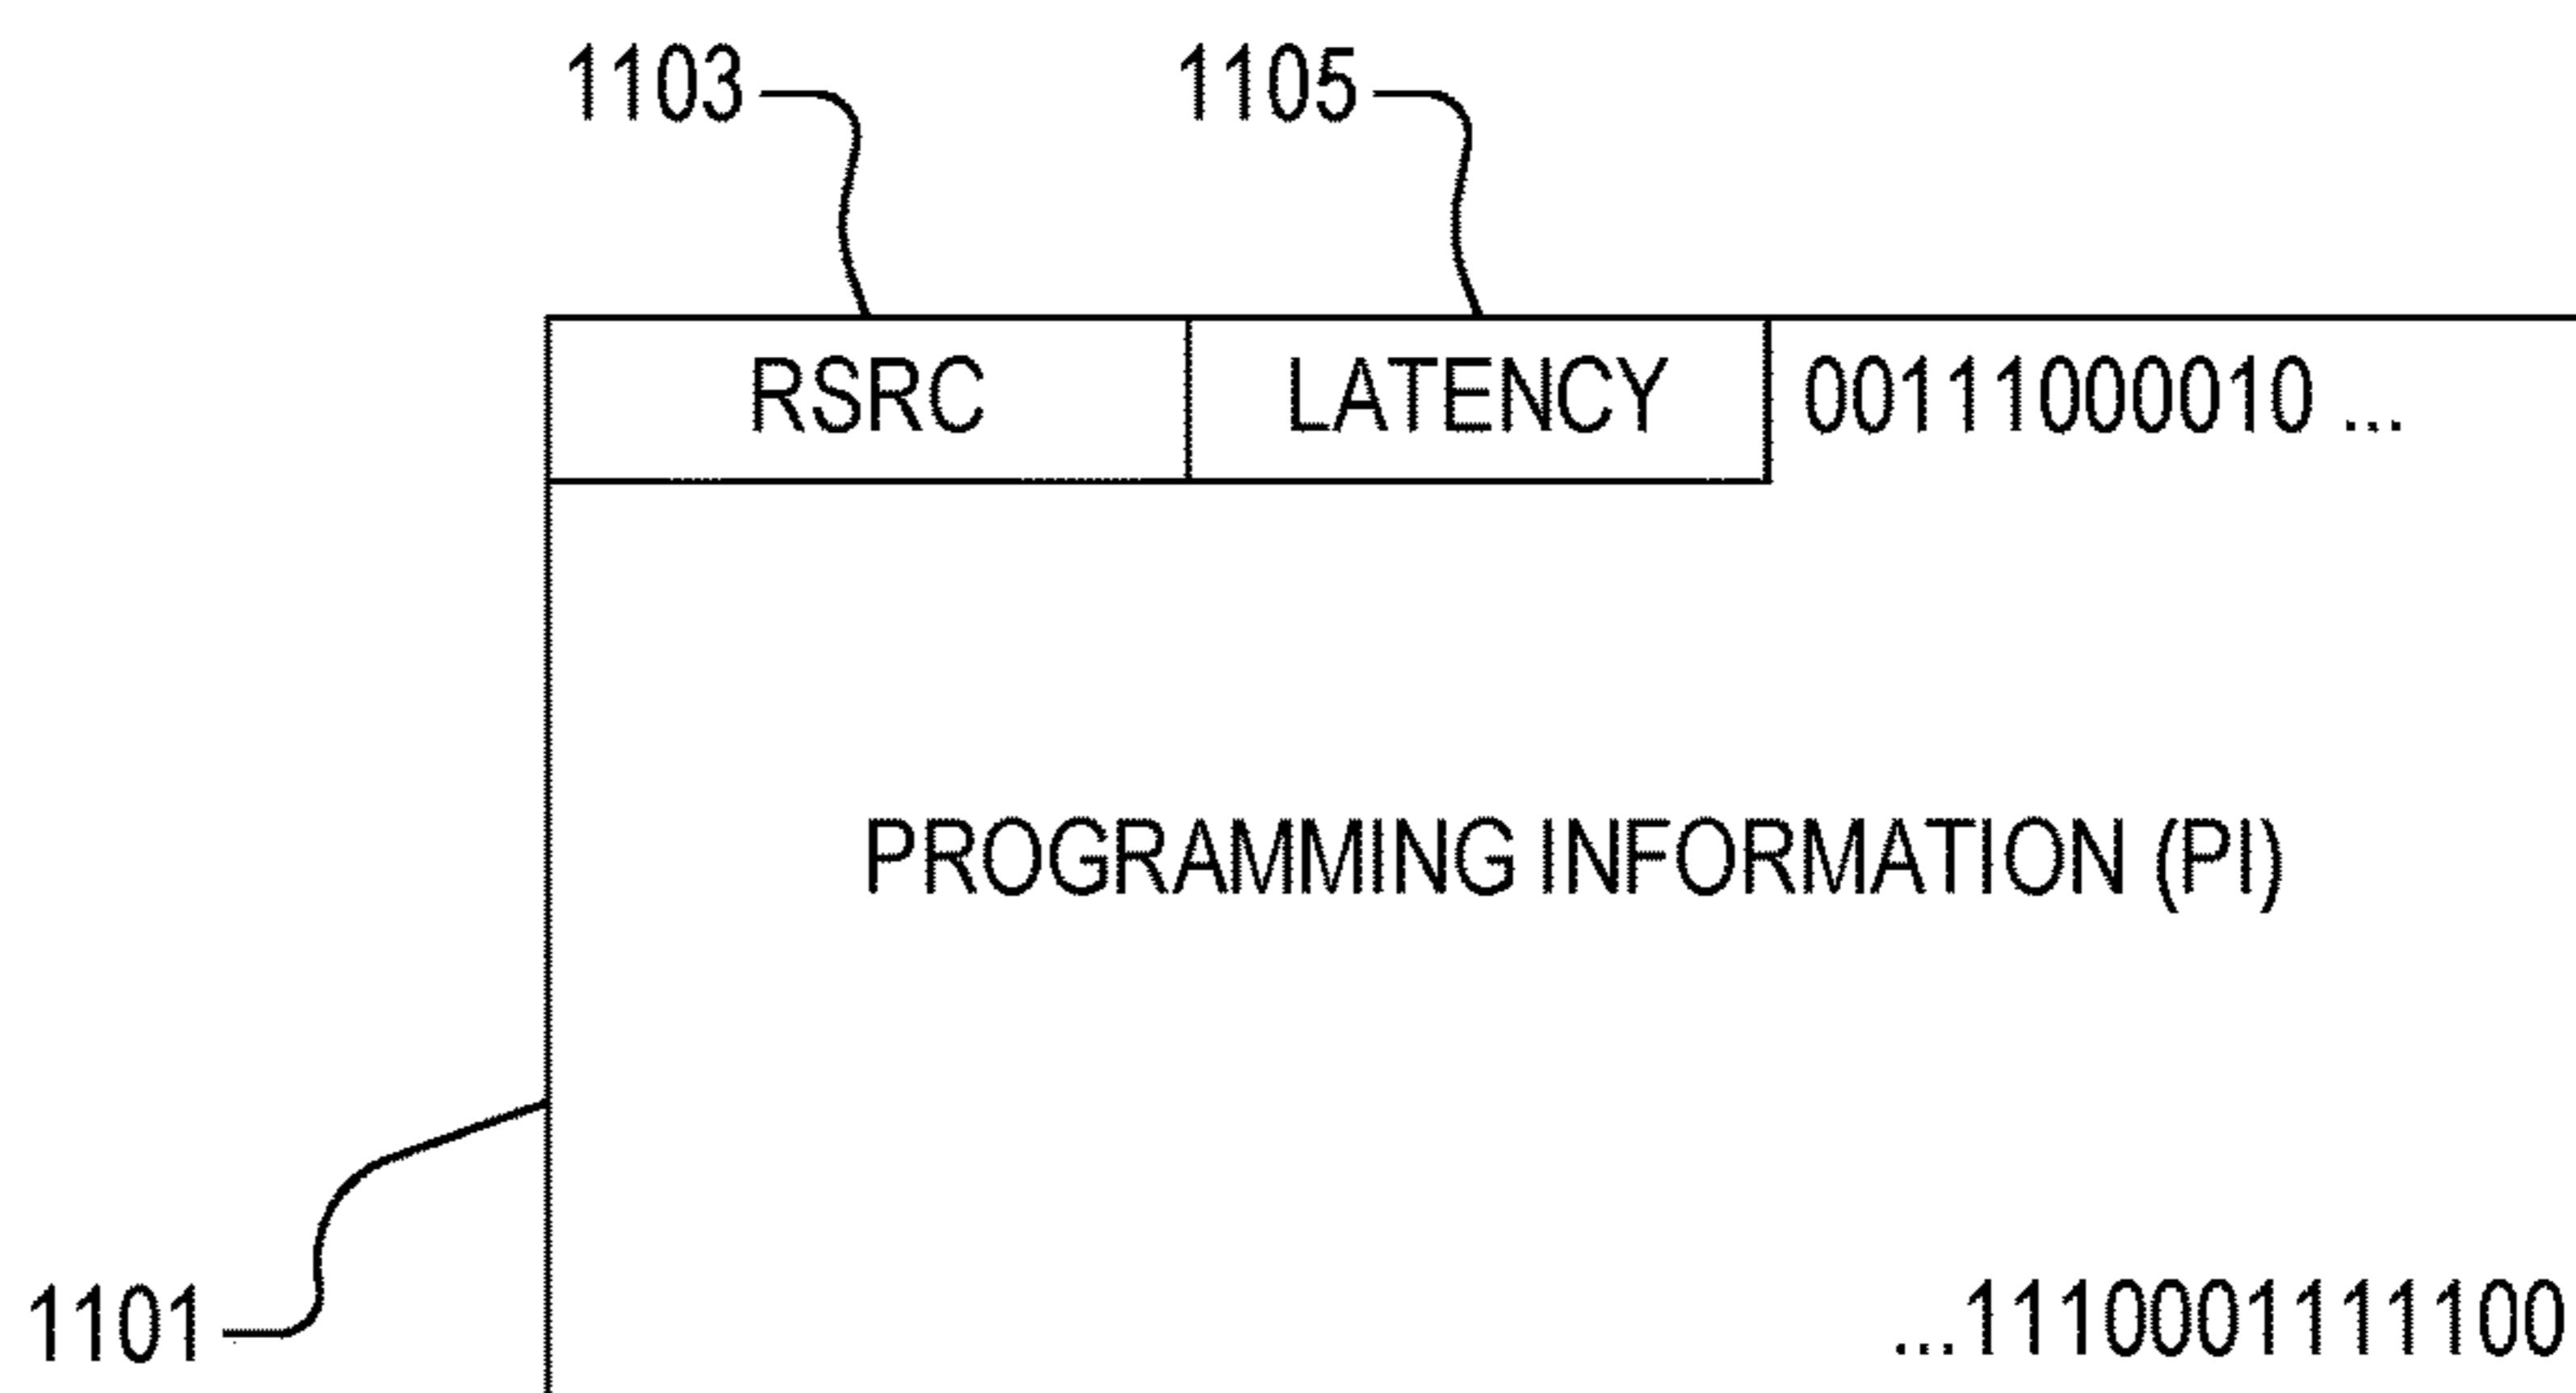 1103 1105
RSRC LATENCY 00111000010 ...
PROGRAMMING INFORMATION (PI)
1101 ...1110001111100